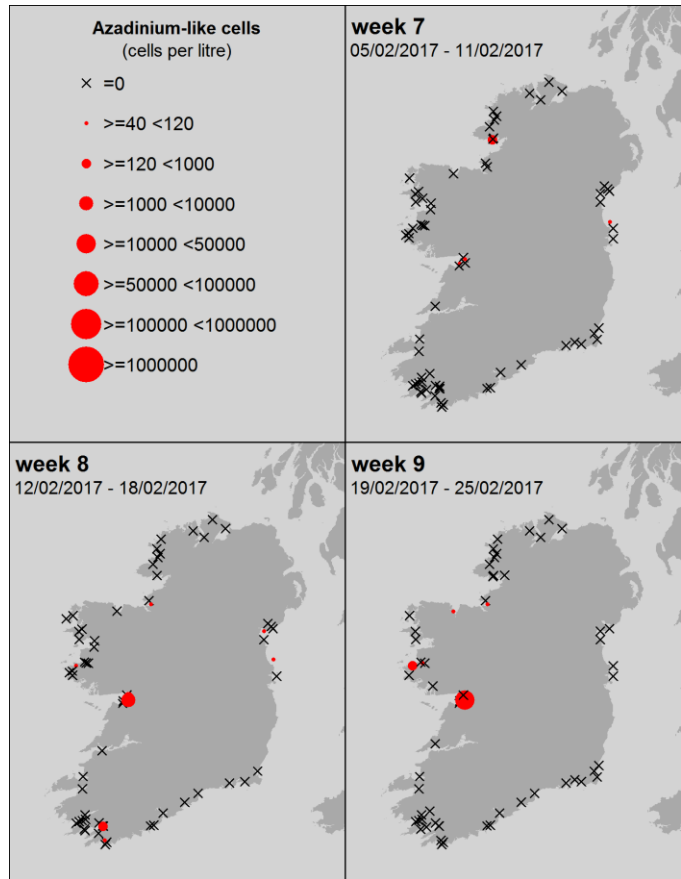 Azadinium-like cells
(cells per litre)
=0
>=40 <120
>=120 <1000
>=1000 <10000
>=10000 <50000
>=50000 <100000
>=100000 <1000000
>=1000000
week 7
05/02/2017 - 11/02/2017
week 8
12/02/2017 - 18/02/2017
week 9
19/02/2017 - 25/02/2017